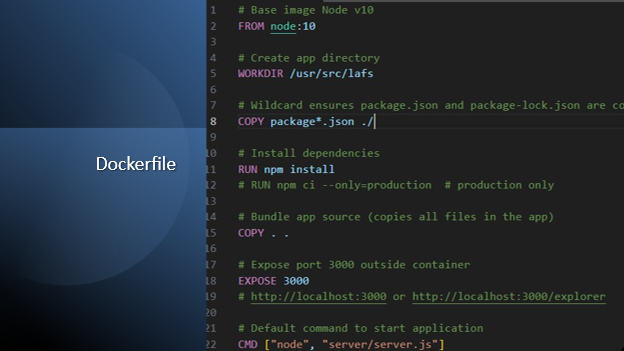 Dockerfile
1 # Base image Node v10
2 FROM node:10
3
4 # Create app directory
5 WORKDIR /usr/src/lafs
6
7 # Wildcard ensures package.json and package-lock.json are co
8 COPY package*.json ./
9
10 # Install dependencies
11 RUN npm install
12 # RUN npm ci --only=production  # production only
13
14 # Bundle app source (copies all files in the app)
15 COPY . .
16
17 # Expose port 3000 outside container
18 EXPOSE 3000
19 # http://localhost:3000 or http://localhost:3000/explorer
20
21 # Default command to start application
22 CMD ["node", "server/server.js"]